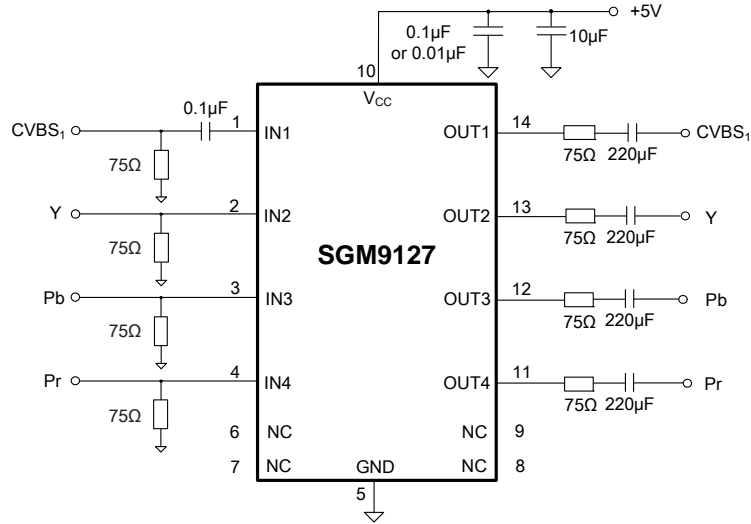 +5V
0.1µF
or 0.01µF
10µF
10
VCC
CVBS1
0.1µF
1
IN1
OUT1
14
75Ω
220µF
CVBS1
75Ω
Y
2
IN2
OUT2
13
75Ω
220µF
Y
75Ω
SGM9127
Pb
3
IN3
OUT3
12
75Ω
220µF
Pb
75Ω
Pr
4
IN4
OUT4
11
75Ω
220µF
Pr
75Ω
6
NC
NC
9
7
NC
GND
NC
8
5